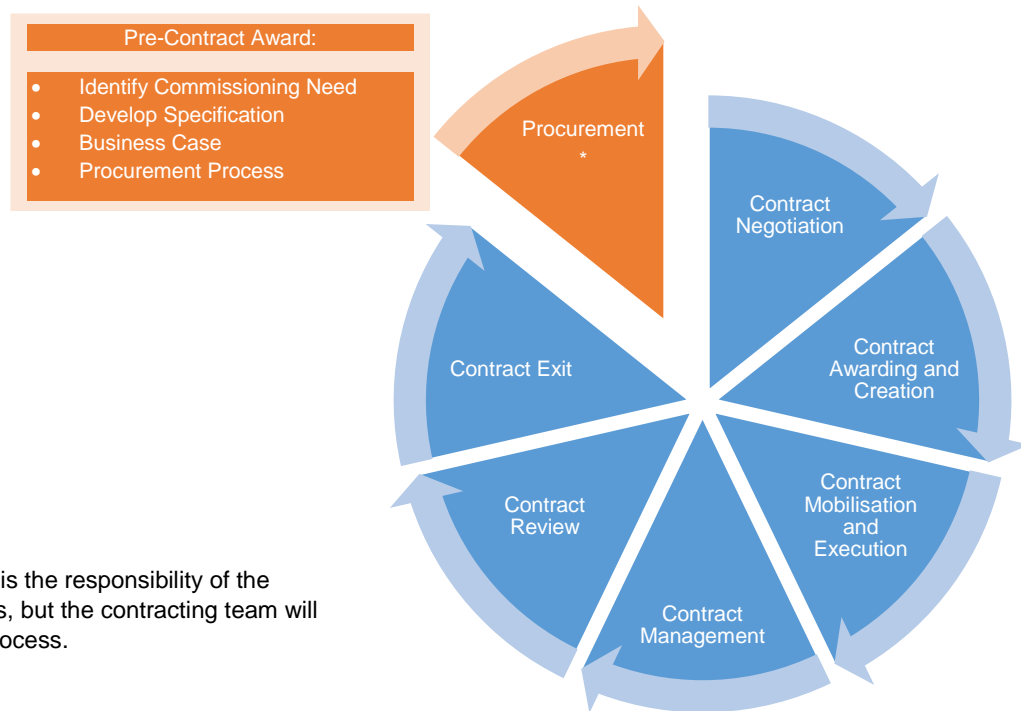 Pre-Contract Award:
• Identify Commissioning Need
• Develop Specification
• Business Case
• Procurement Process
Procurement
*
Contract
Negotiation
Contract
Awarding and
Creation
Contract
Mobilisation
and
Execution
Contract
Management
Contract
Review
Contract Exit
is the responsibility of the
, but the contracting team will